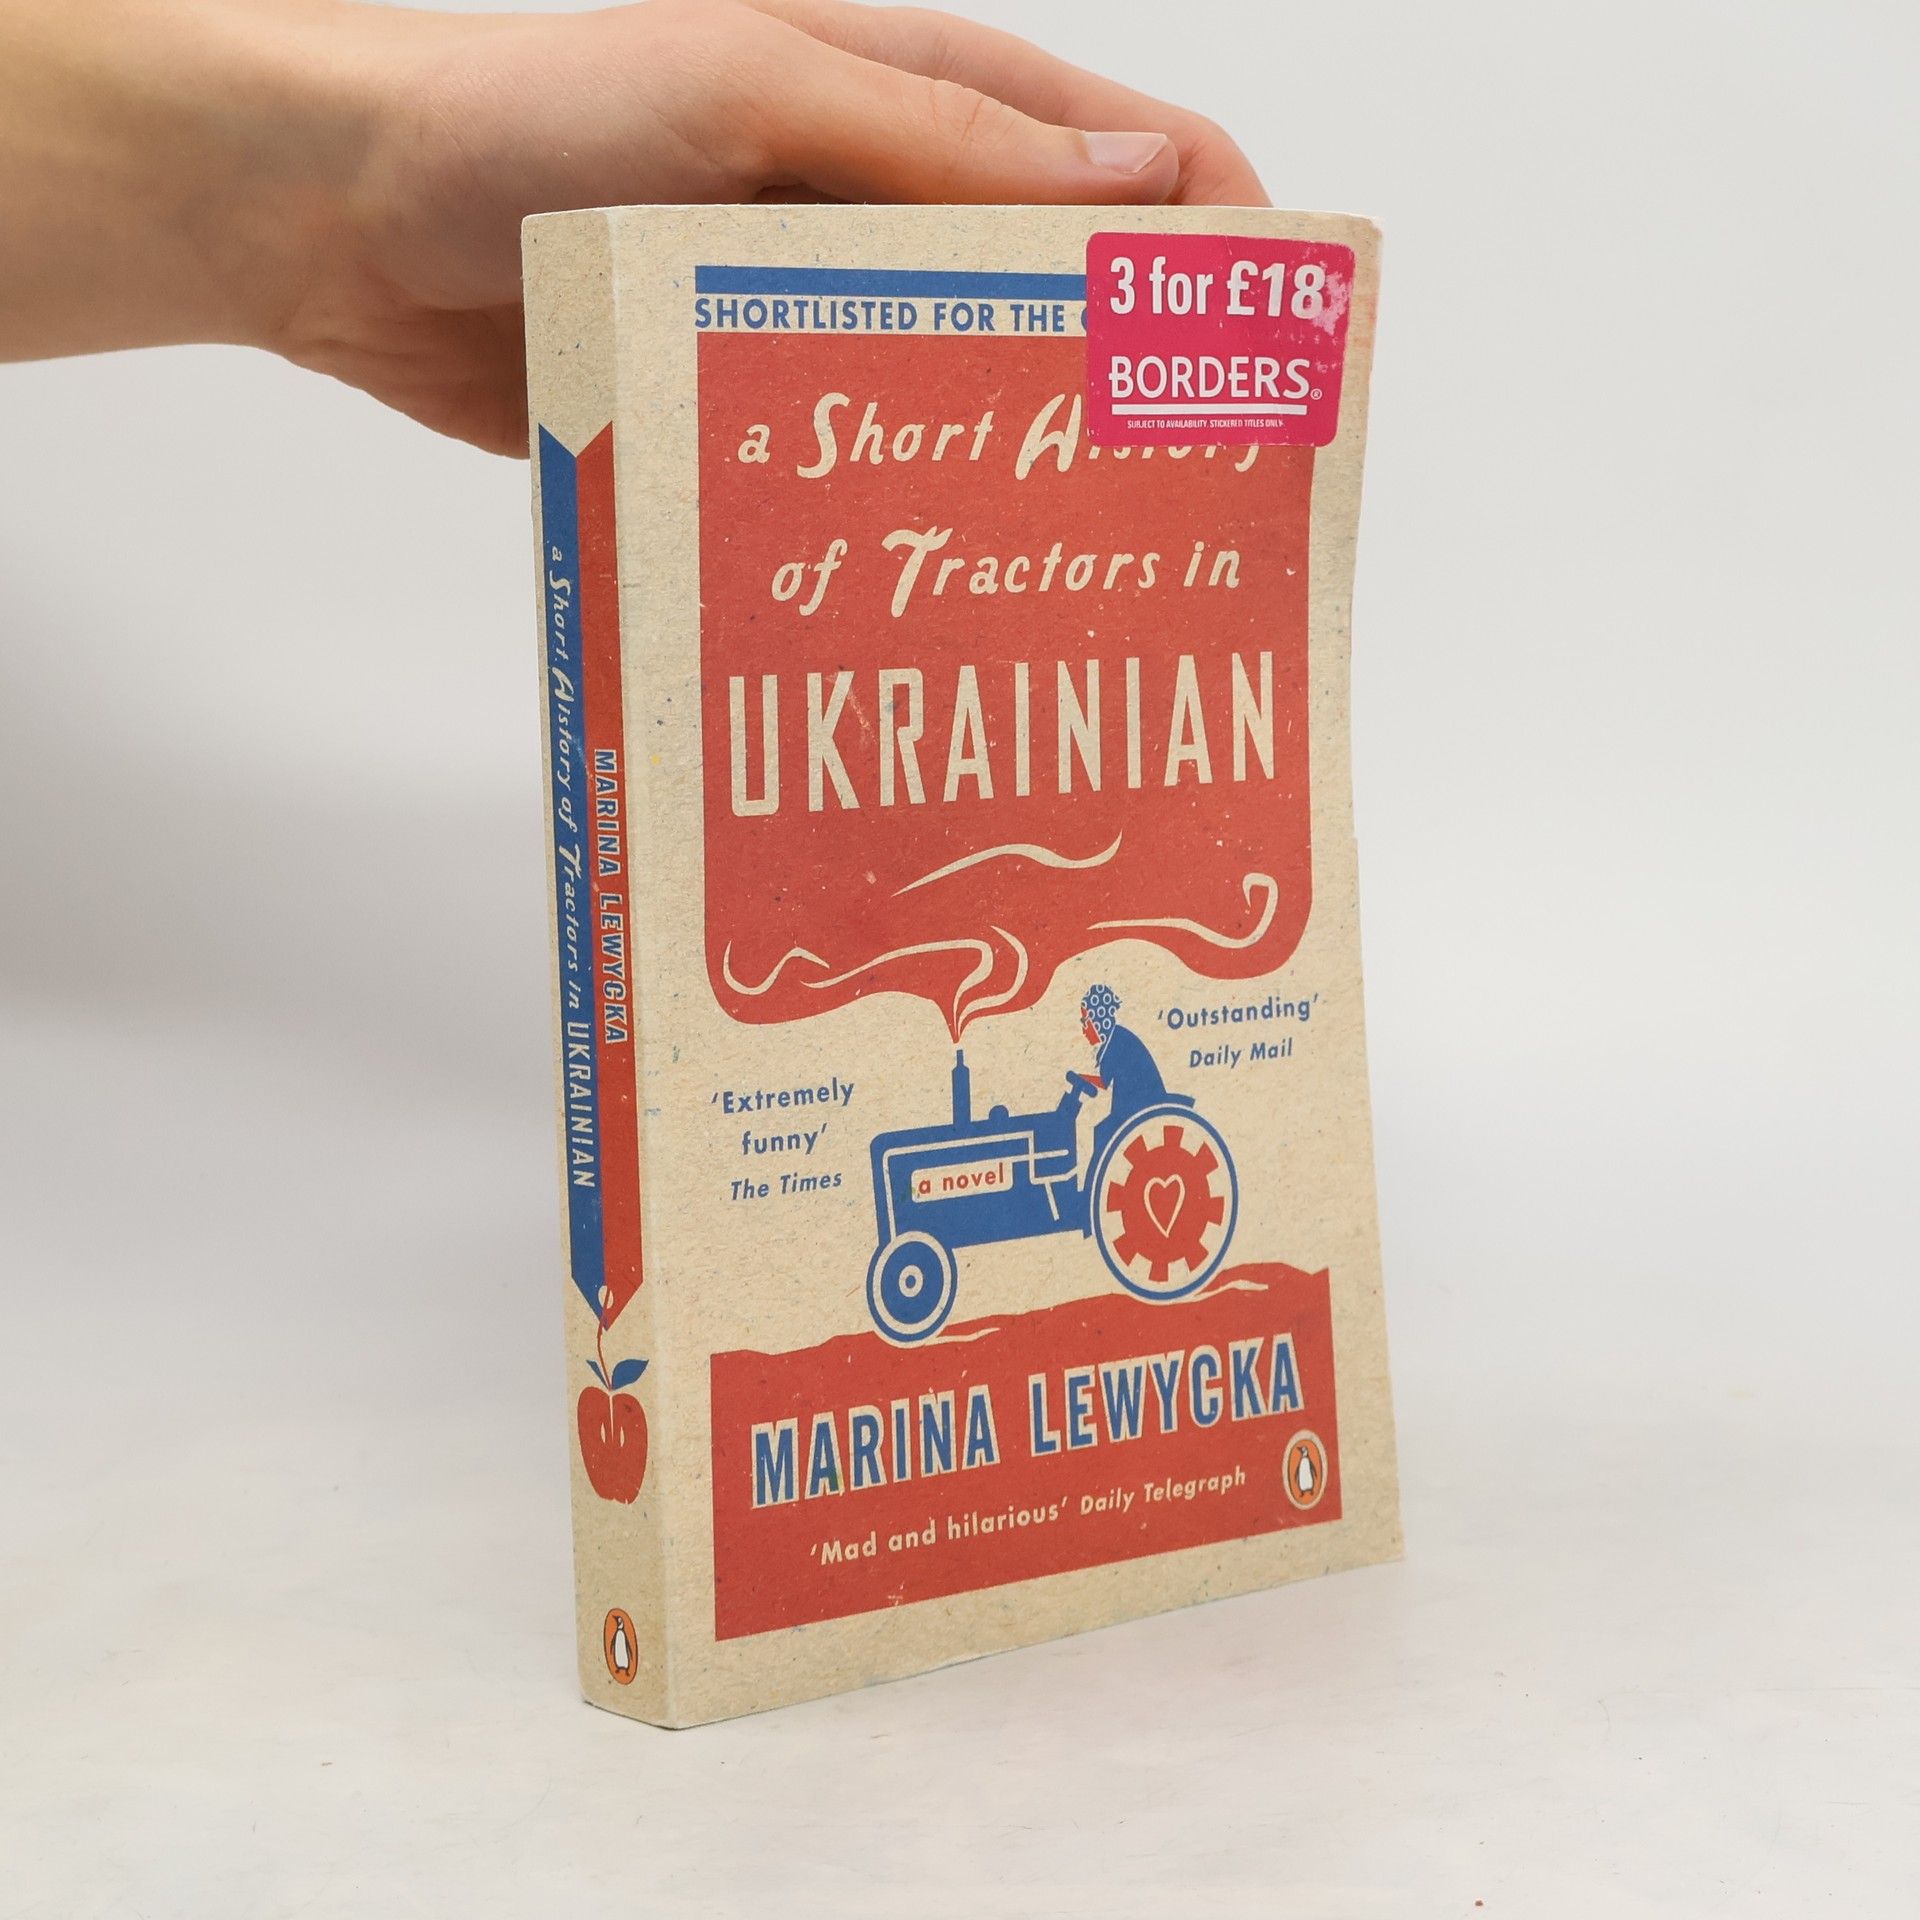 3 for £18
BORDERS®
SUBJECT TO AVAILABILITY. STICKERED TITLES ONLY.
SHORTLISTED FOR THE
a Short History
of Tractors in
UKRAINIAN
'Outstanding'
Daily Mail
'Extremely
funny'
The Times
a novel
MARINA LEWYCKA
'Mad and hilarious' Daily Telegraph
a Short History of Tractors in UKRAINIAN
MARINA LEWYCKA